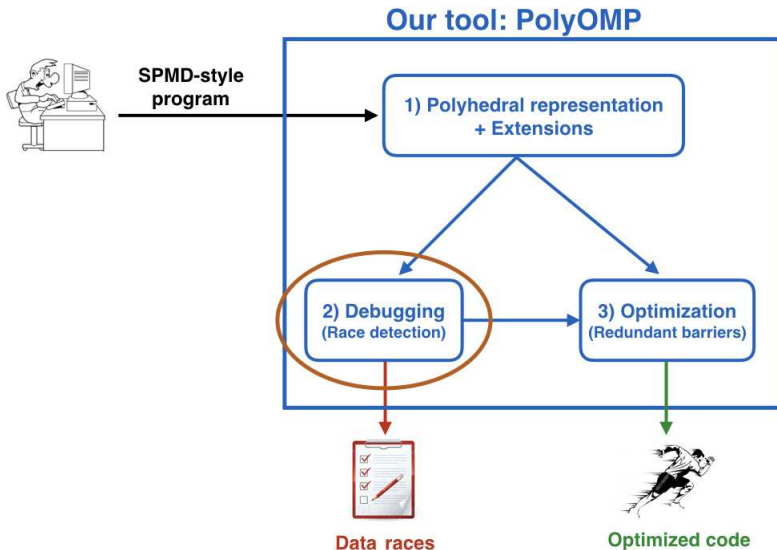 Our tool: PolyOMP
SPMD-style
program
1) Polyhedral representation
+ Extensions
2) Debugging
(Race detection)
3) Optimization
(Redundant barriers)
Data races
Optimized code